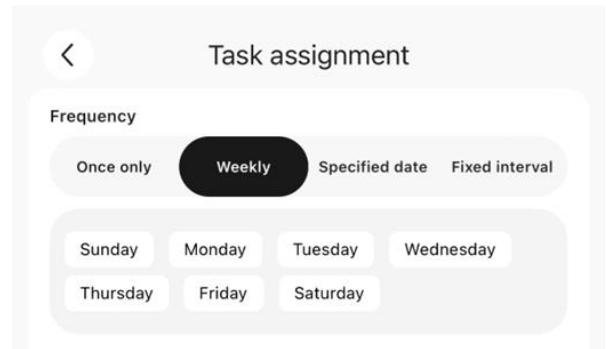 Task assignment
Frequency
Once only Weekly Specified date Fixed interval
Sunday Monday Tuesday Wednesday
Thursday Friday Saturday